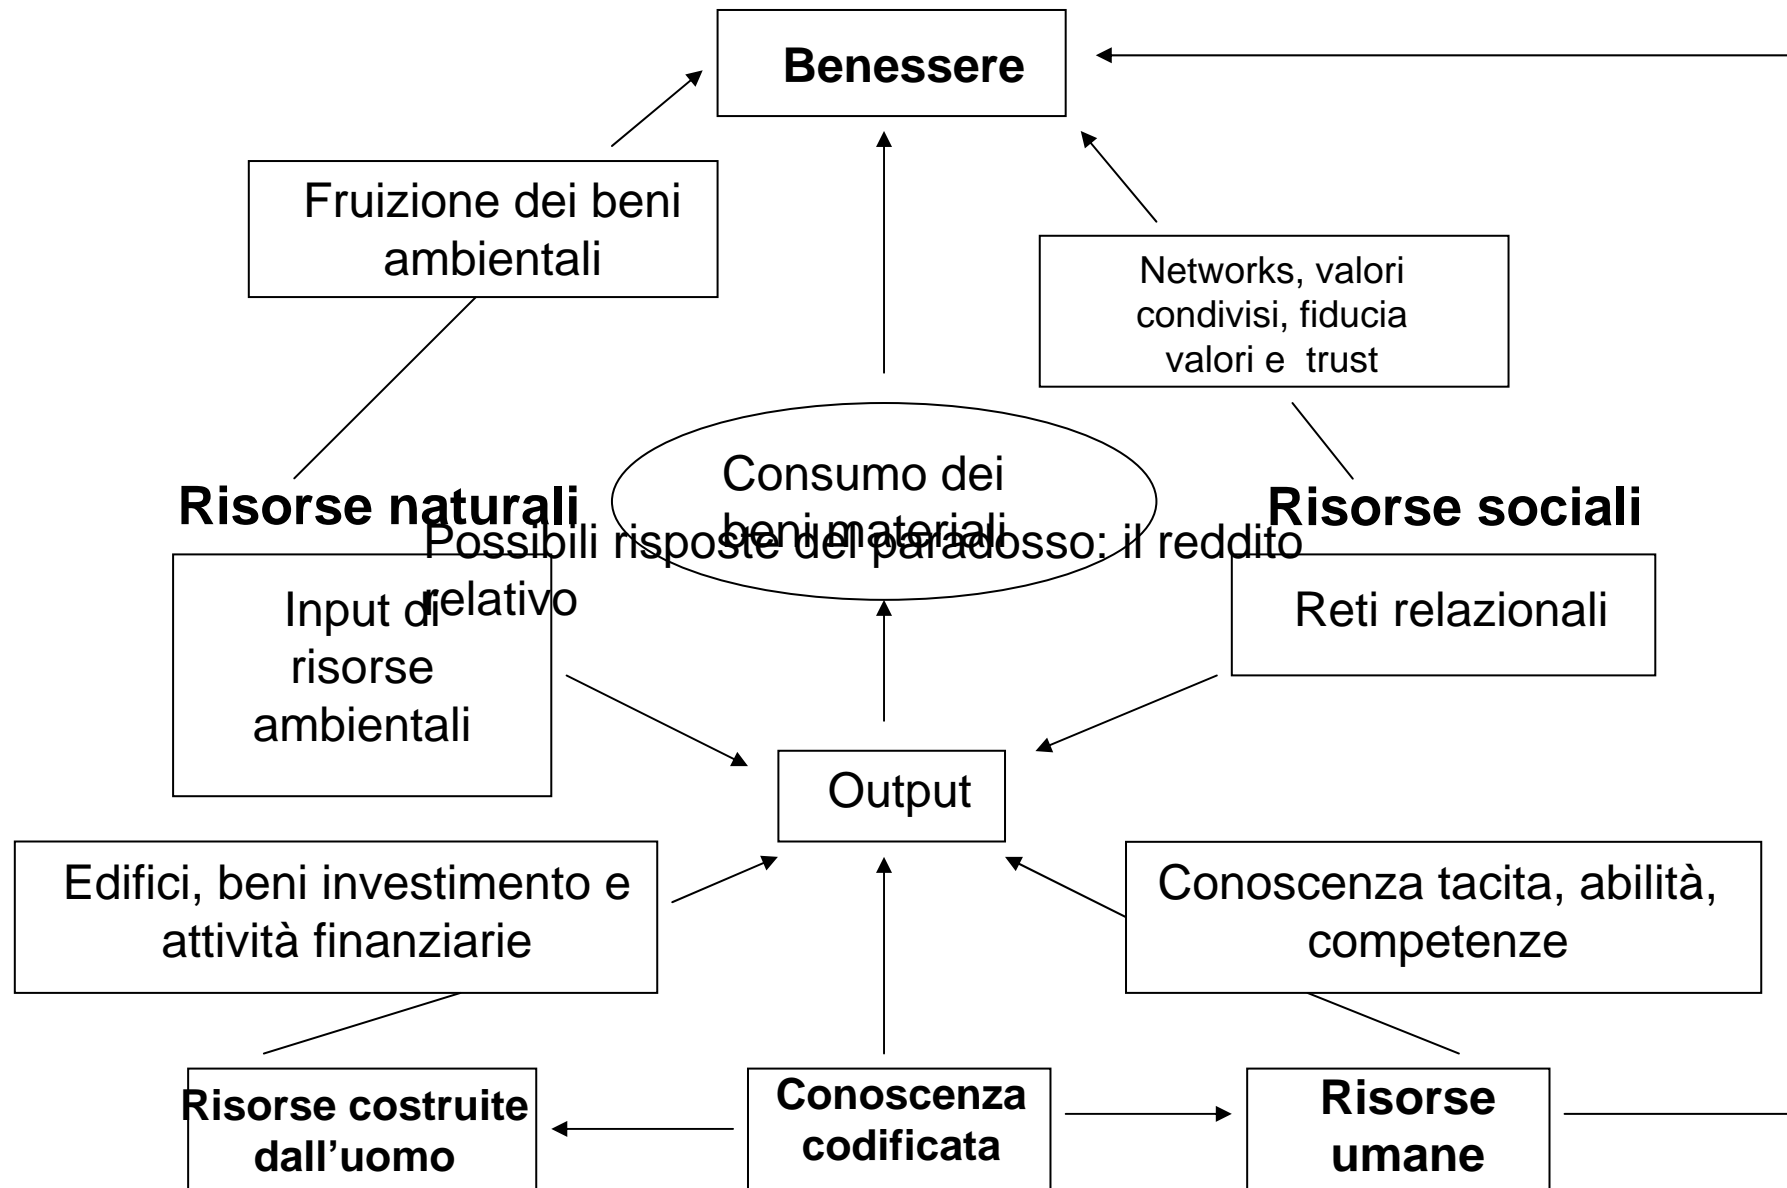 Benessere
Fruizione dei beni
ambientali
Networks, valori
condivisi, fiducia
valori e trust
Consumo dei
beni materiali
Risorse naturali
Risorse sociali
Possibili risposte del paradosso: il reddito
relativo
Input di
risorse
ambientali
Reti relazionali
Output
Edifici, beni investimento e
attività finanziarie
Conoscenza tacita, abilità,
competenze
Risorse costruite
dall’uomo
Conoscenza
codificata
Risorse
umane